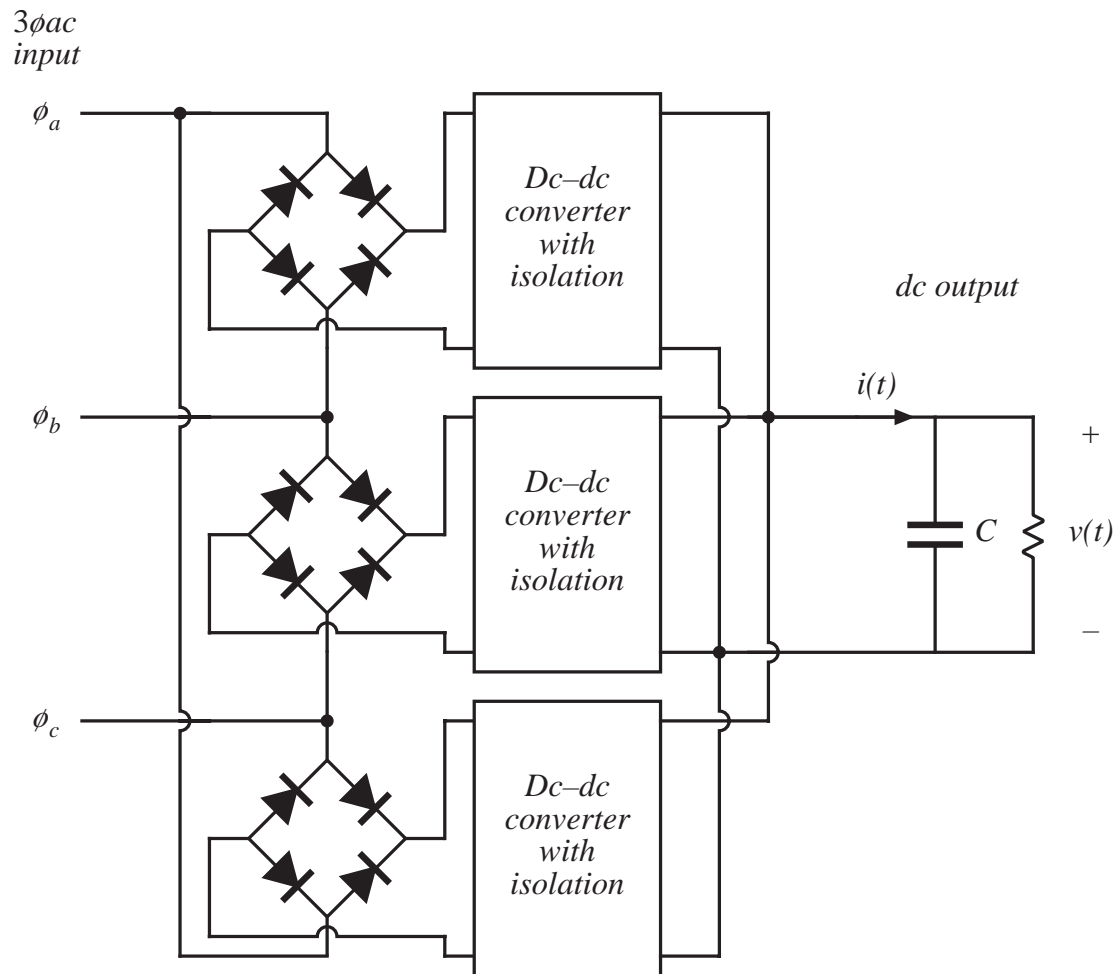 3ϕac
input
ϕa
Dc–dc
converter
with
isolation
dc output
ϕb
Dc–dc
converter
with
isolation
i(t)
+
C
v(t)
–
ϕc
Dc–dc
converter
with
isolation